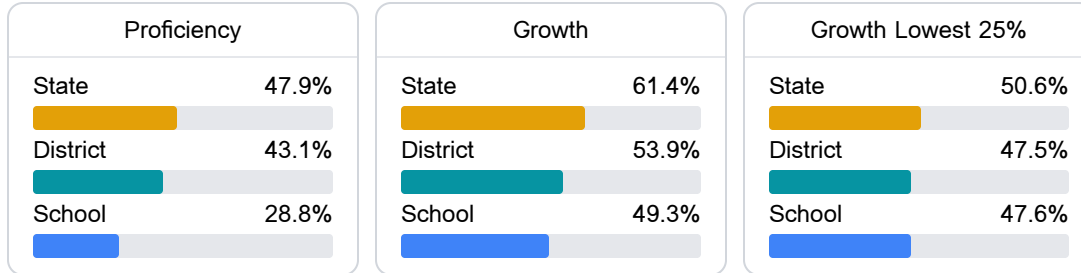 Proficiency
State 47.9%
District 43.1%
School 28.8%
Growth
State 61.4%
District 53.9%
School 49.3%
Growth Lowest 25%
State 50.6%
District 47.5%
School 47.6%